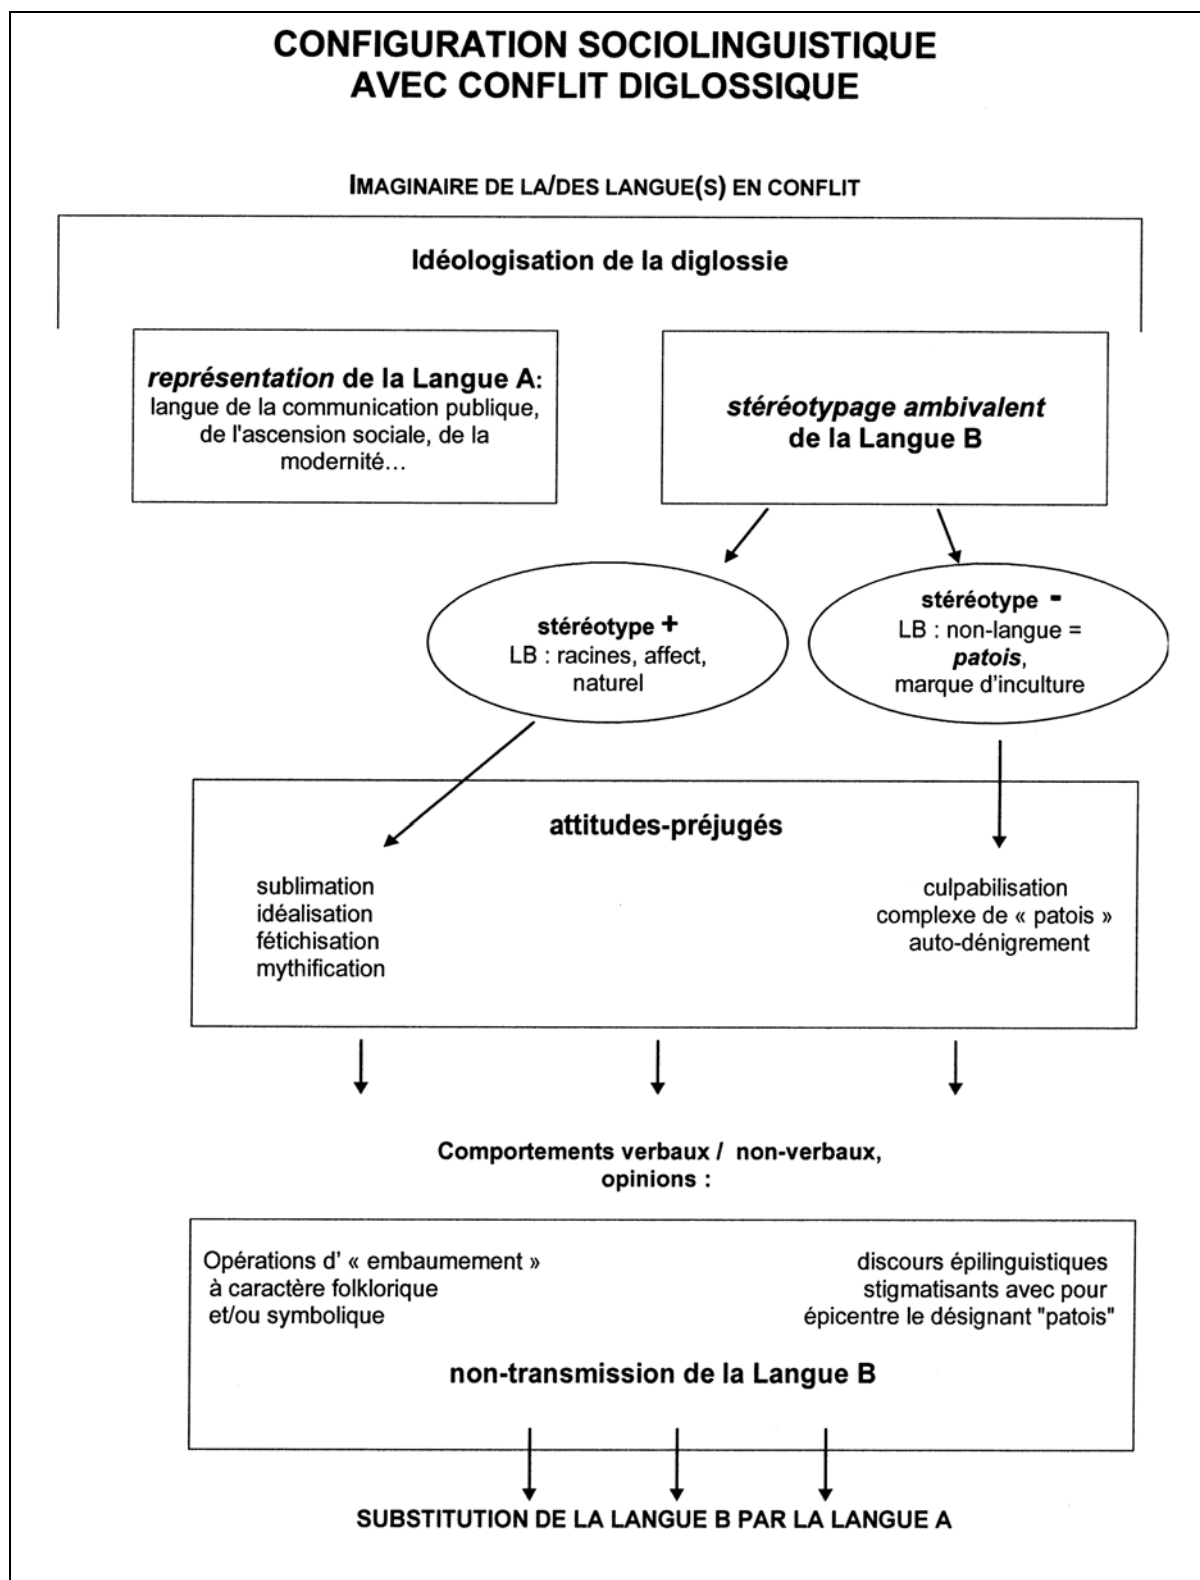 CONFIGURATION SOCIOLINGUISTIQUE
AVEC CONFLIT DIGLOSSIQUE
IMAGINAIRE DE LA/DES LANGUE(S) EN CONFLIT
Idéologisation de la diglossie
représentation de la Langue A:
langue de la communication publique,
de l'ascension sociale, de la
modernité...
stéréotypage ambivalent
de la Langue B
stéréotype +
LB : racines, affect,
naturel
stéréotype -
LB : non-langue =
patois,
marque d'inculture
attitudes-préjugés
sublimation
idéalisation
fétichisation
mythification
culpabilisation
complexe de « patois »
auto-dénigrement
Comportements verbaux / non-verbaux,
opinions :
Opérations d' « embaumement »
à caractère folklorique
et/ou symbolique
discours épilinguistiques
stigmatisants avec pour
épicentre le désignant "patois"
non-transmission de la Langue B
SUBSTITUTION DE LA LANGUE B PAR LA LANGUE A